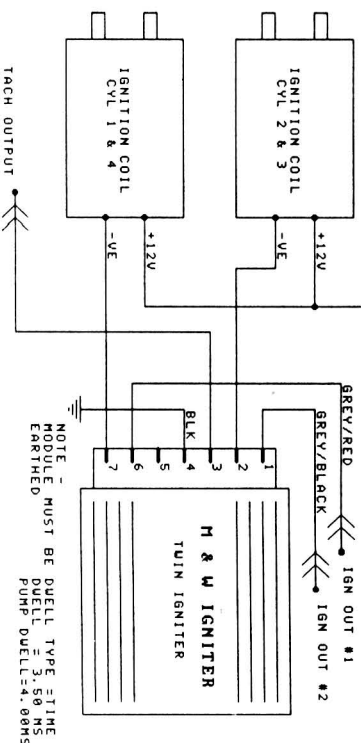 IGNITION COIL
CYL 2 & 3
IGNITION COIL
CYL 1 & 4
-VE
+12V
-VE
+12V
TACH OUTPUT
GREY/RED
IGN OUT #1
GREY/BLACK
IGN OUT #2
BLK
1
2
3
4
5
6
7
M & W IGNITER
TWIN IGNITER
NOTE -
MODULE MUST BE
EARTHED
DWELL TYPE =TIME
DWELL = 3.50 MS
PUMP DWELL=4.00MS